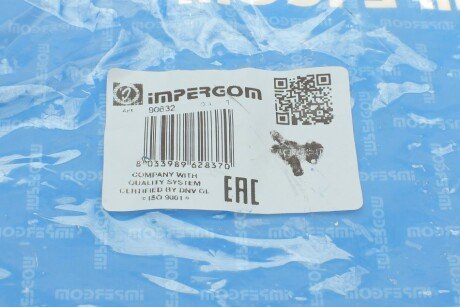 IMPERGOM
Art. 90632
8 033989 628370
COMPANY WITH
QUALITY SYSTEM
CERTIFIED BY DNV GL
= ISO 9001 =
EAC